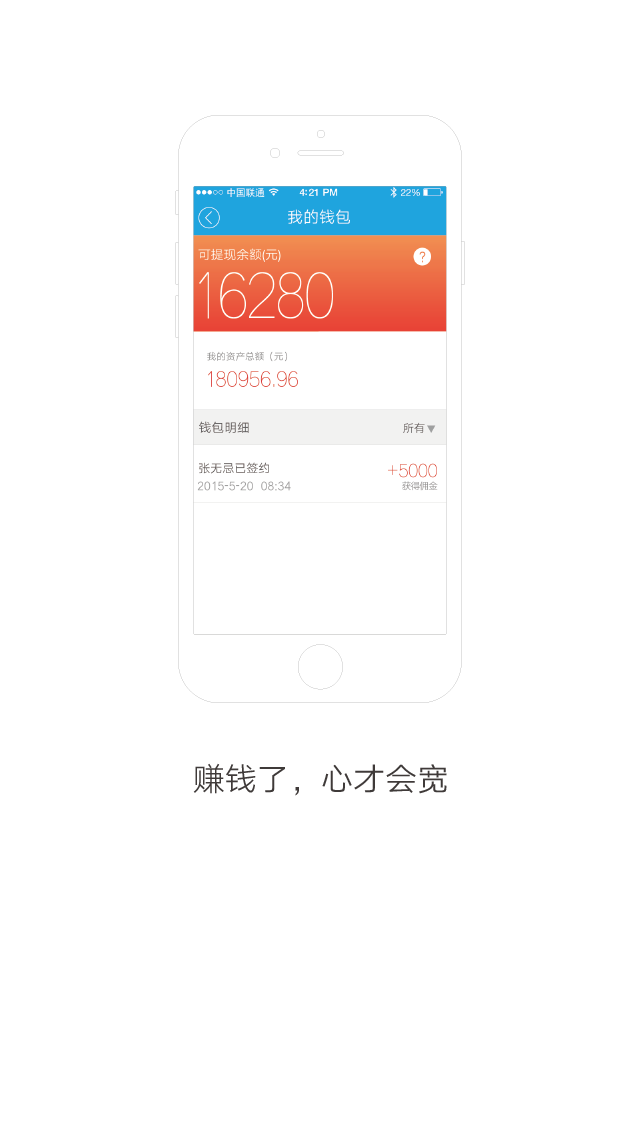 中国联通 4:21 PM 22%
我的钱包
可提现余额(元) ?
16280
我的资产总额（元）
180956.96
钱包明细 所有
张无忌已签约 +5000
2015-5-20 08:34 获得佣金
赚钱了，心才会宽